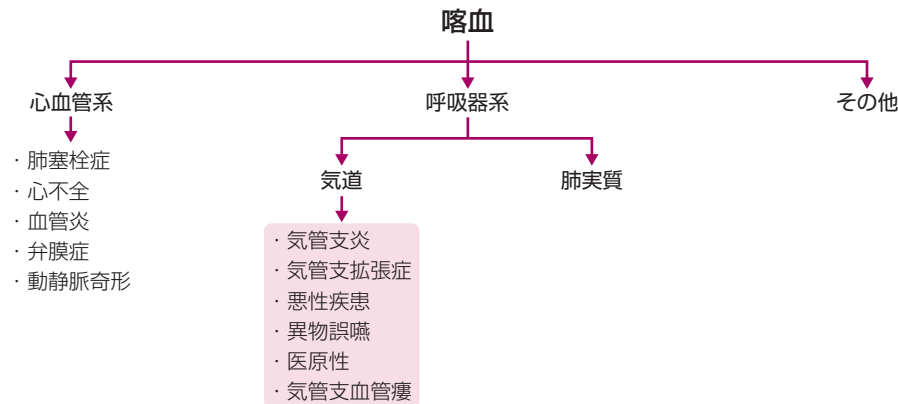 喀血
心血管系
呼吸器系
その他
・肺塞栓症
・心不全
・血管炎
・弁膜症
・動静脈奇形
気道
肺実質
・気管支炎
・気管支拡張症
・悪性疾患
・異物誤嚥
・医原性
・気管支血管瘻